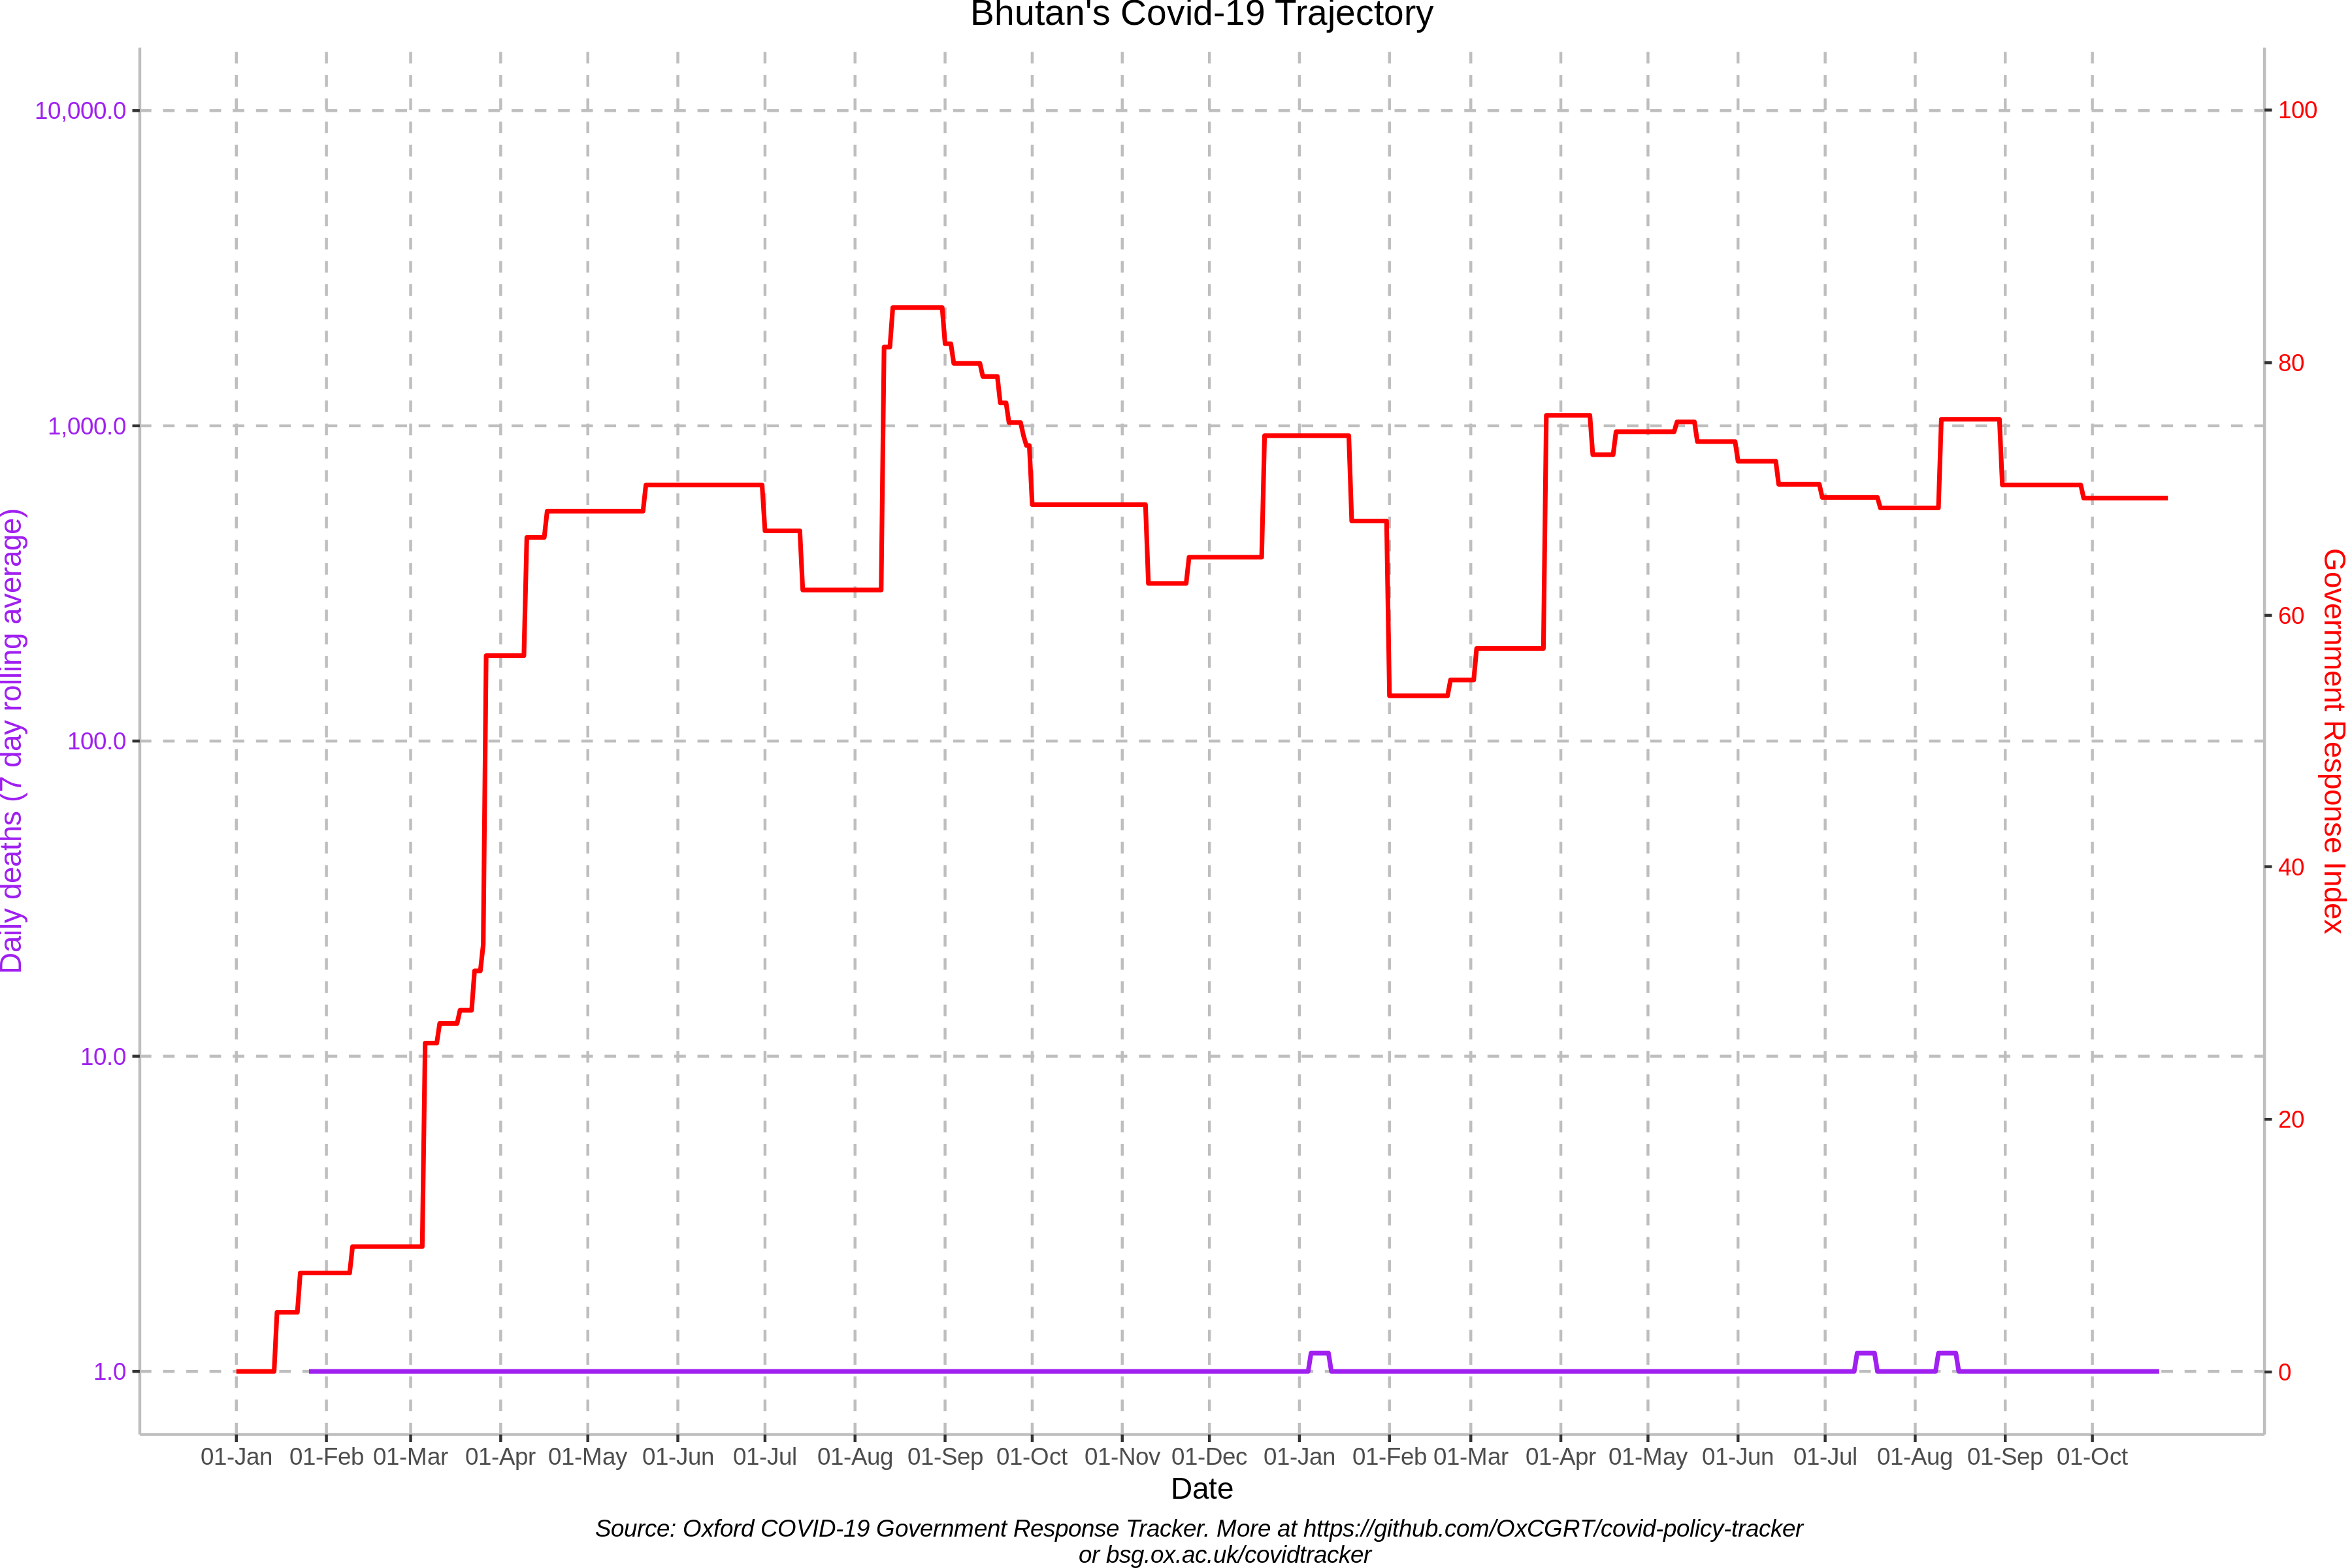 Bhutan's Covid-19 Trajectory
10,000.0
1,000.0
100.0
10.0
1.0
Daily deaths (7 day rolling average)
100
80
60
40
20
0
Government Response Index
01-Jan 01-Feb 01-Mar 01-Apr 01-May 01-Jun 01-Jul 01-Aug 01-Sep 01-Oct 01-Nov 01-Dec 01-Jan 01-Feb 01-Mar 01-Apr 01-May 01-Jun 01-Jul 01-Aug 01-Sep 01-Oct
Date
Source: Oxford COVID-19 Government Response Tracker. More at https://github.com/OxCGRT/covid-policy-tracker
or bsg.ox.ac.uk/covidtracker